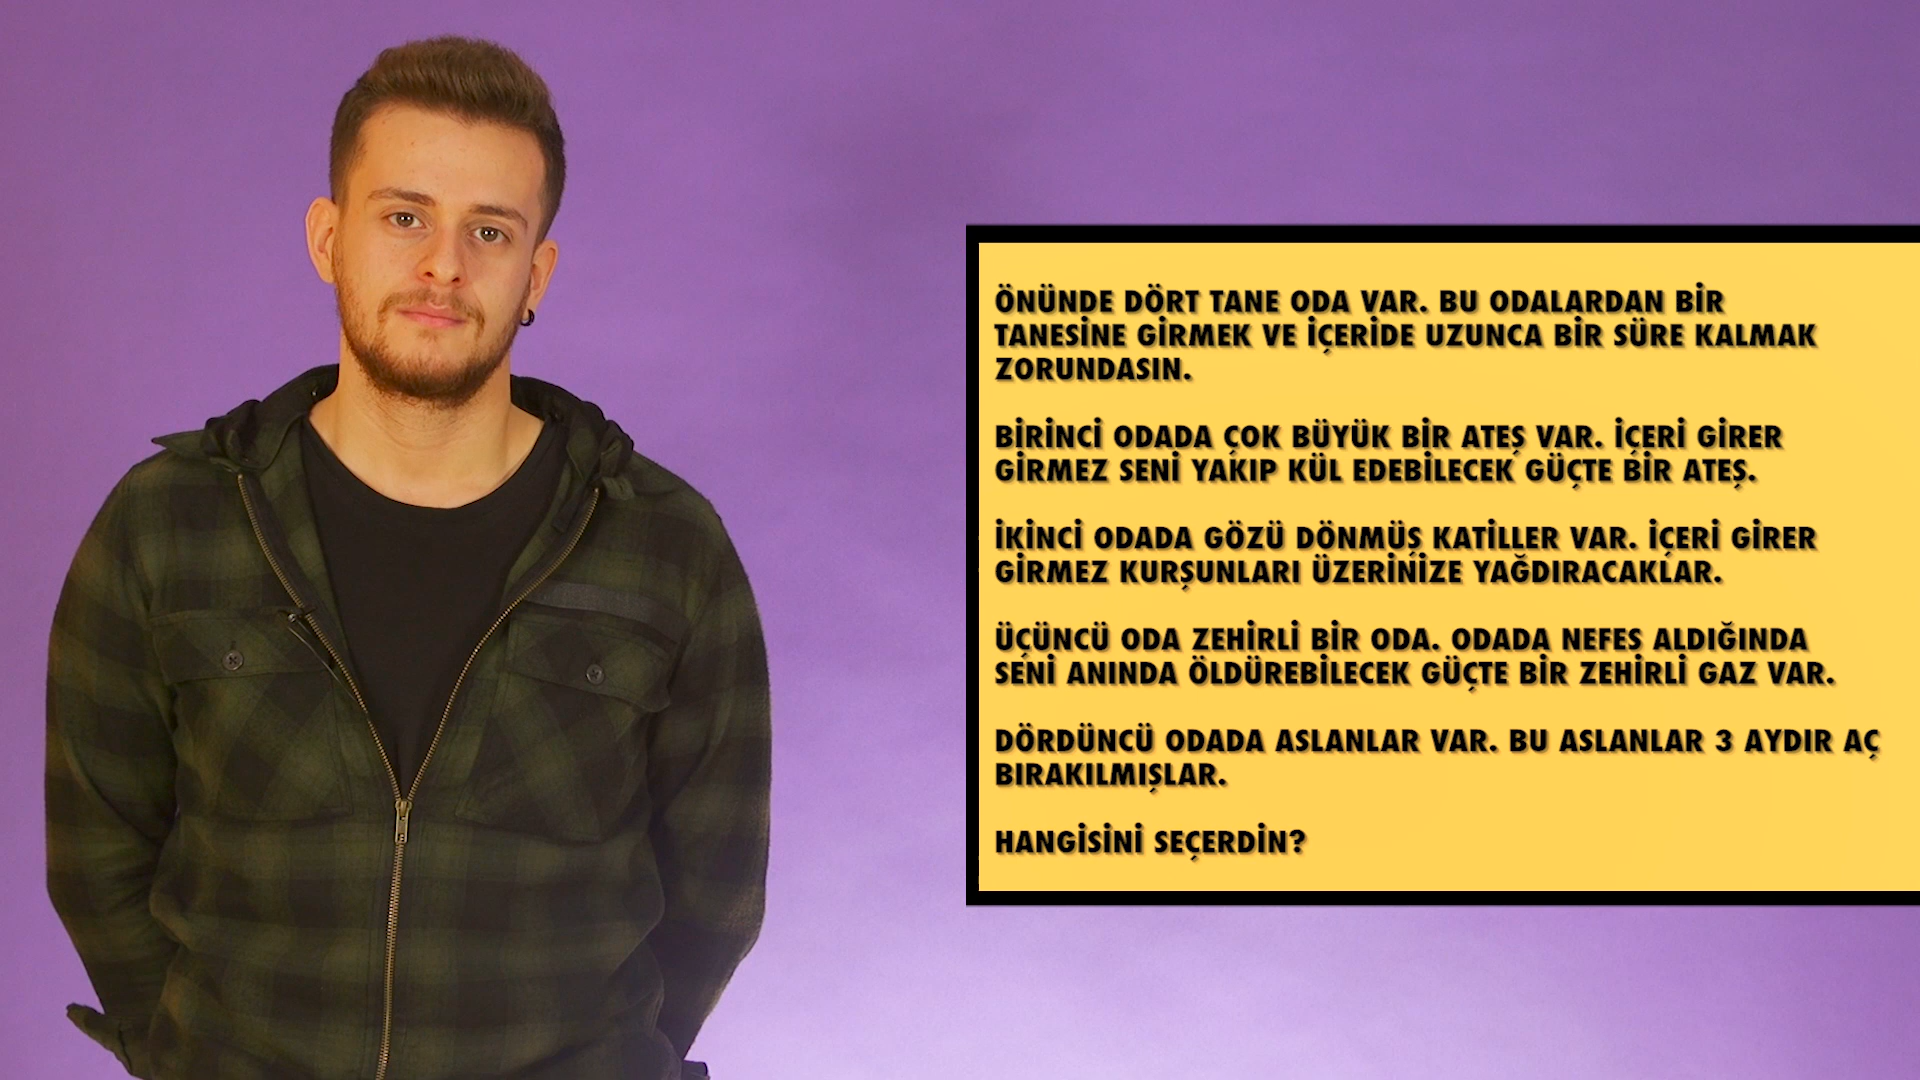 ÖNÜNDE DÖRT TANE ODA VAR. BU ODALARDAN BİR
TANESİNE GİRMEK VE İÇERİDE UZUNCA BİR SÜRE KALMAK
ZORUNDASIN.
BİRİNCİ ODADA ÇOK BÜYÜK BİR ATEŞ VAR. İÇERİ GİRER
GİRMEZ SENİ YAKIP KÜL EDEBİLECEK GÜÇTE BİR ATEŞ.
İKİNCİ ODADA GÖZÜ DÖNMÜŞ KATİLLER VAR. İÇERİ GİRER
GİRMEZ KURŞUNLARI ÜZERİNİZE YAĞDIRACAKLAR.
ÜÇÜNCÜ ODA ZEHİRLİ BİR ODA. ODADA NEFES ALDIĞINDA
SENİ ANINDA ÖLDÜREBİLECEK GÜÇTE BİR ZEHİRLİ GAZ VAR.
DÖRDÜNCÜ ODADA ASLANLAR VAR. BU ASLANLAR 3 AYDIR AÇ
BIRAKILMIŞLAR.
HANGİSİNİ SEÇERDİN?